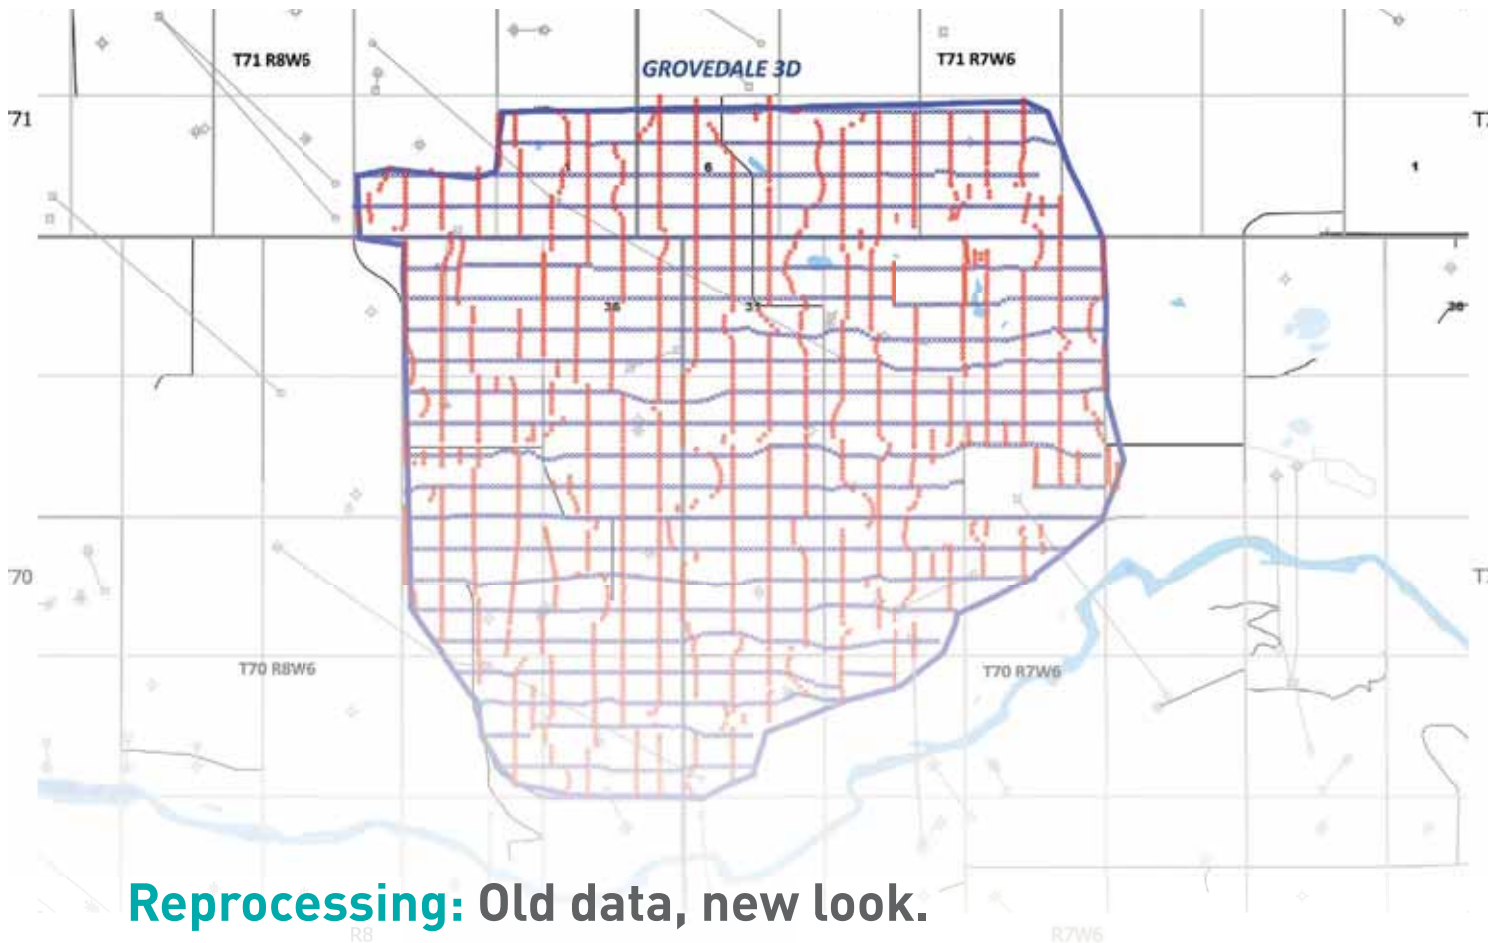 T71 R8W6
GROVEDALE 3D
T71 R7W6
71
6
1
36
31
36
70
T70 R8W6
T70 R7W6
Reprocessing: Old data, new look.
R8
R7W6